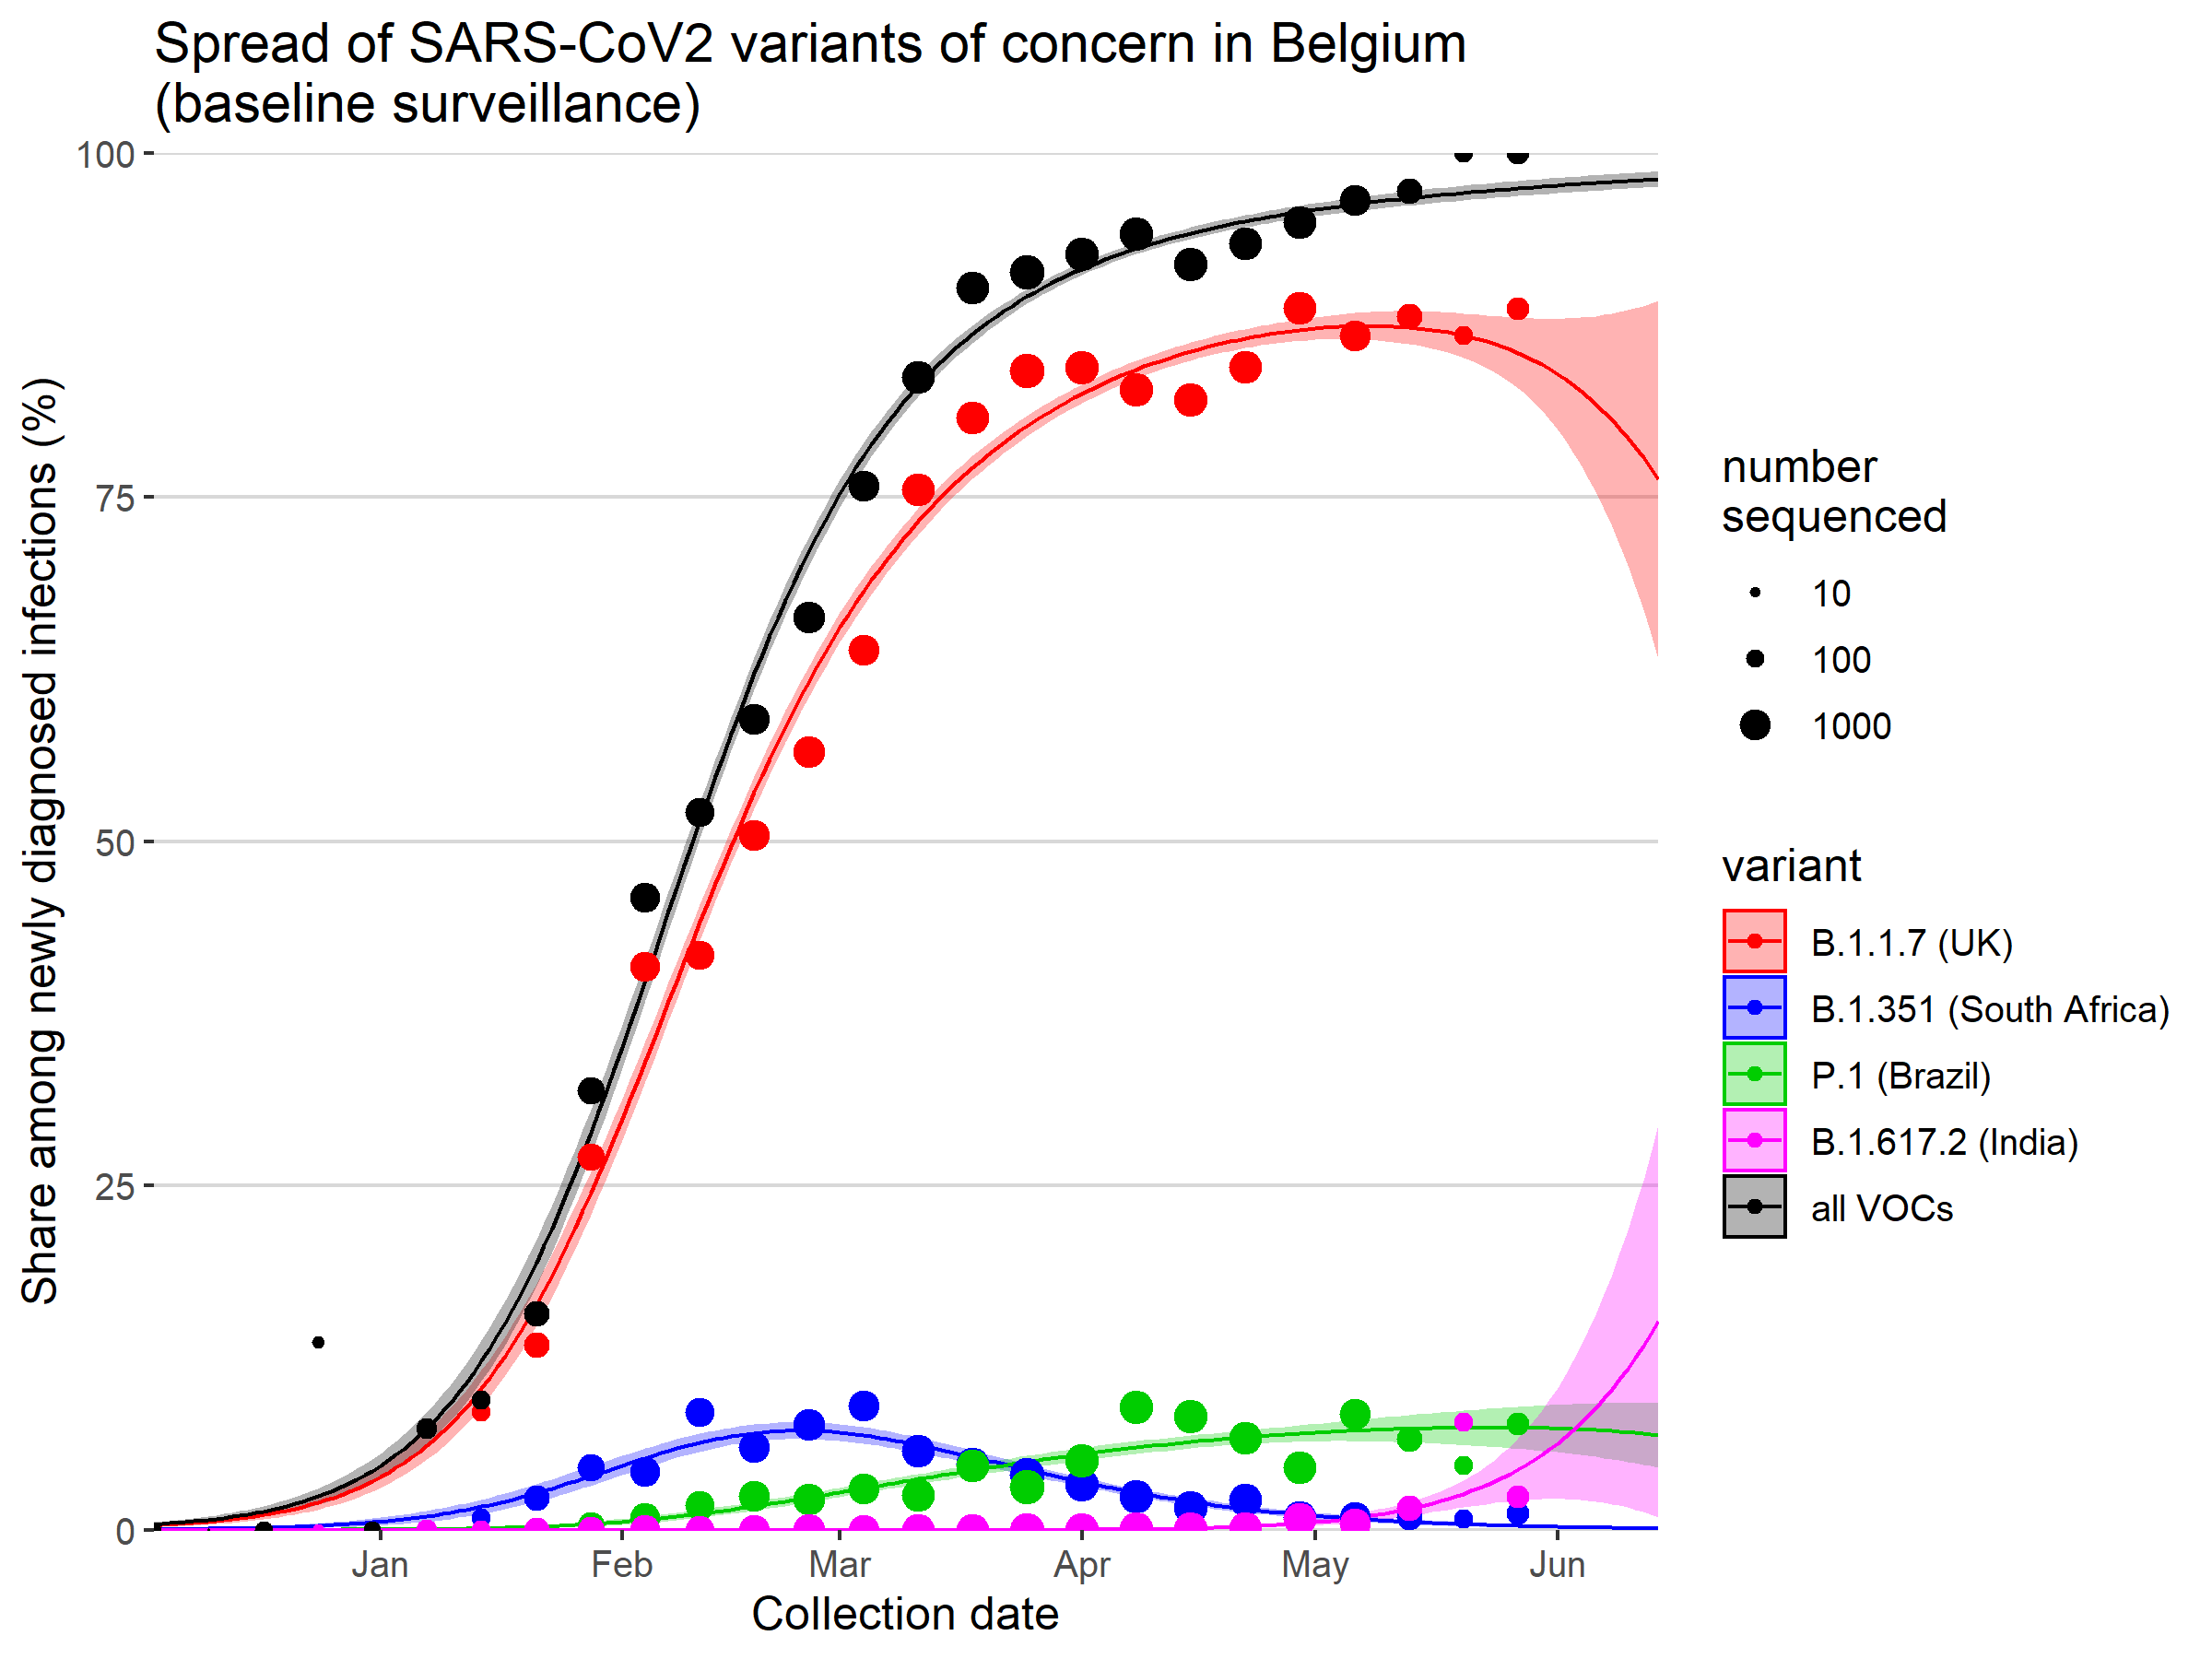 Spread of SARS-CoV2 variants of concern in Belgium
(baseline surveillance)
Share among newly diagnosed infections (%)
100
75
50
25
0
Jan
Feb
Mar
Apr
May
Jun
Collection date
number
sequenced
10
100
1000
variant
B.1.1.7 (UK)
B.1.351 (South Africa)
P.1 (Brazil)
B.1.617.2 (India)
all VOCs